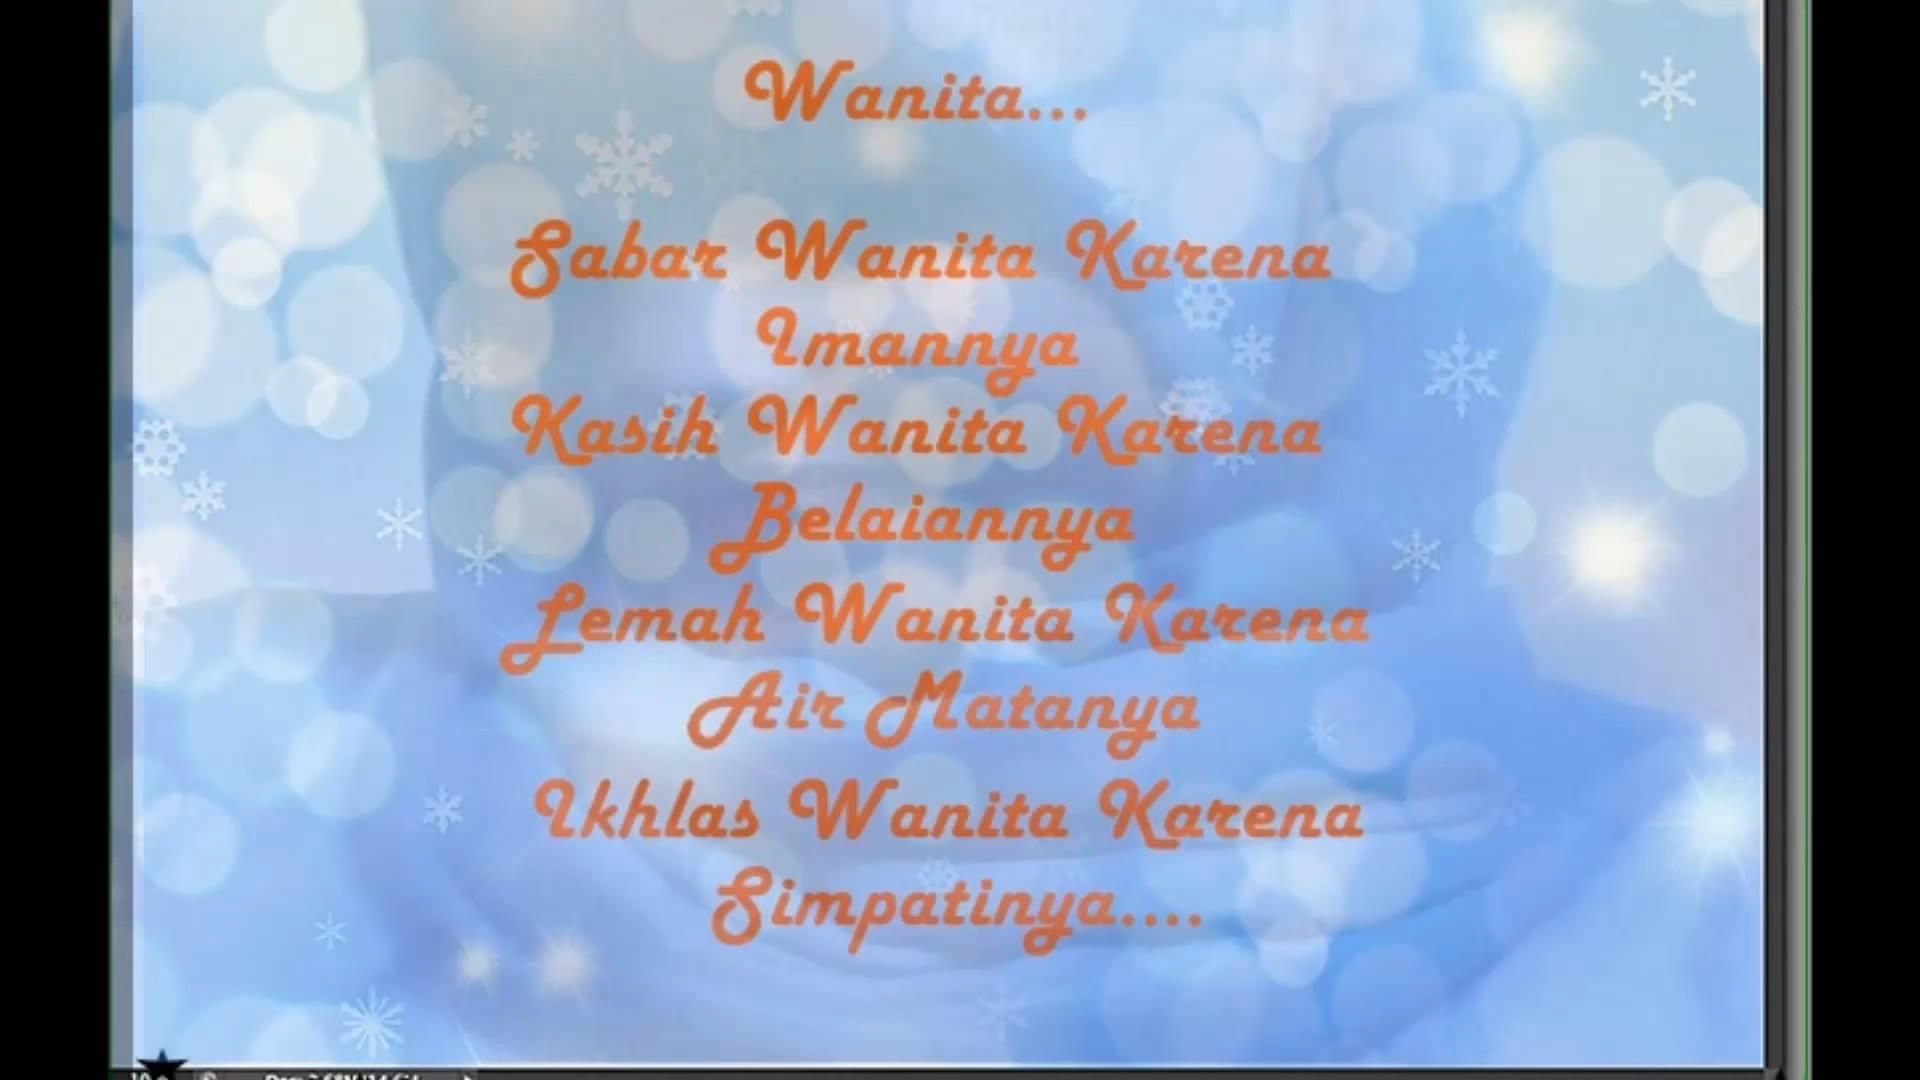 Wanita...
Sabar Wanita Karena
Imannya
Kasih Wanita Karena
Belaiannya
Lemah Wanita Karena
Air Matanya
Ikhlas Wanita Karena
Simpatinya....